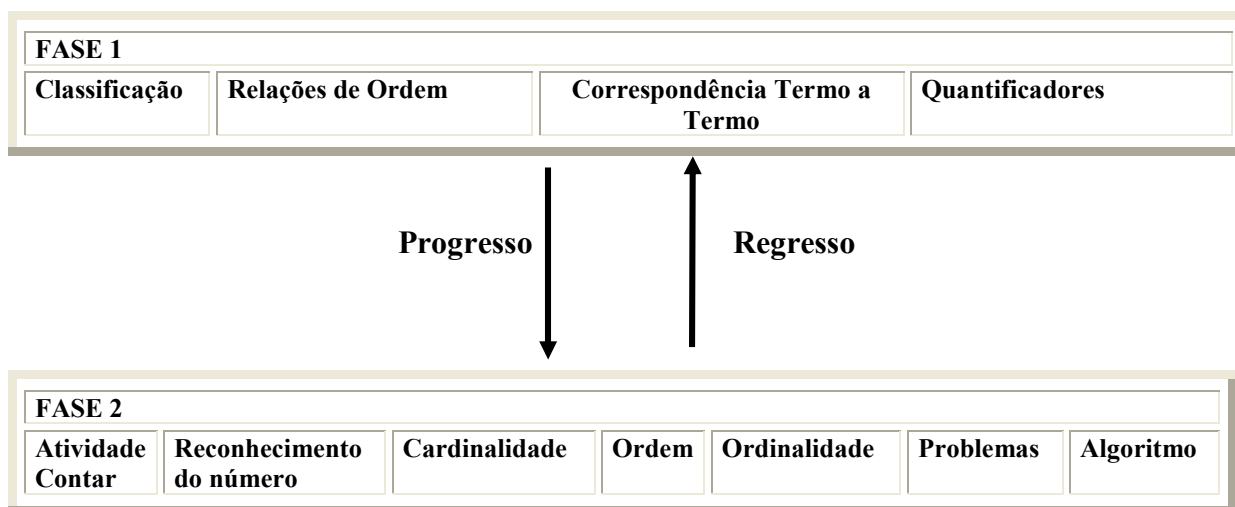 FASE 1
Classificação
Relações de Ordem
Correspondência Termo a
Termo
Quantificadores
Progresso
Regresso
FASE 2
Atividade
Contar
Reconhecimento
do número
Cardinalidade
Ordem
Ordinalidade
Problemas
Algoritmo